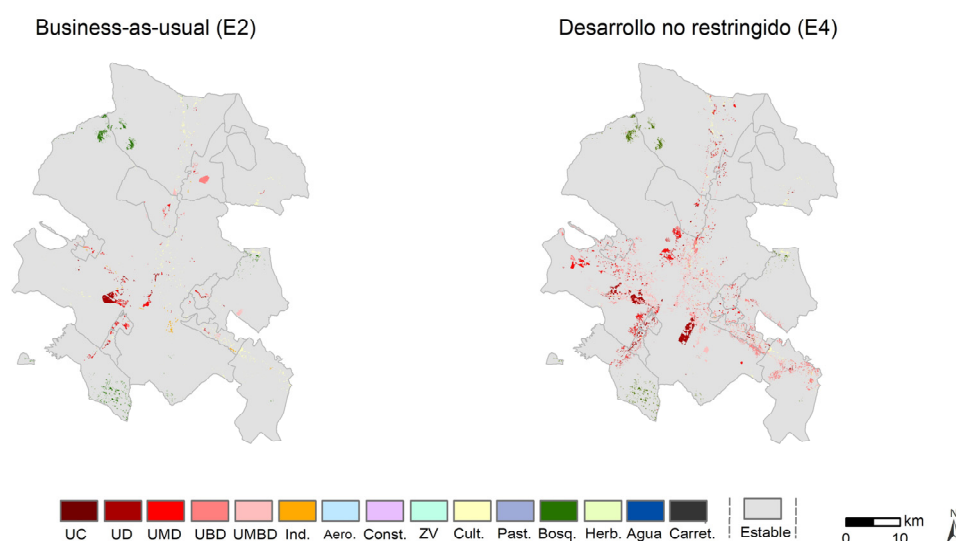 Business-as-usual (E2) Desarrollo no restringido (E4)
UC UD UMD UBD UMBD Ind. Aero. Const. ZV Cult. Past. Bosq. Herb. Agua Carret. Estable
km
0 10
N